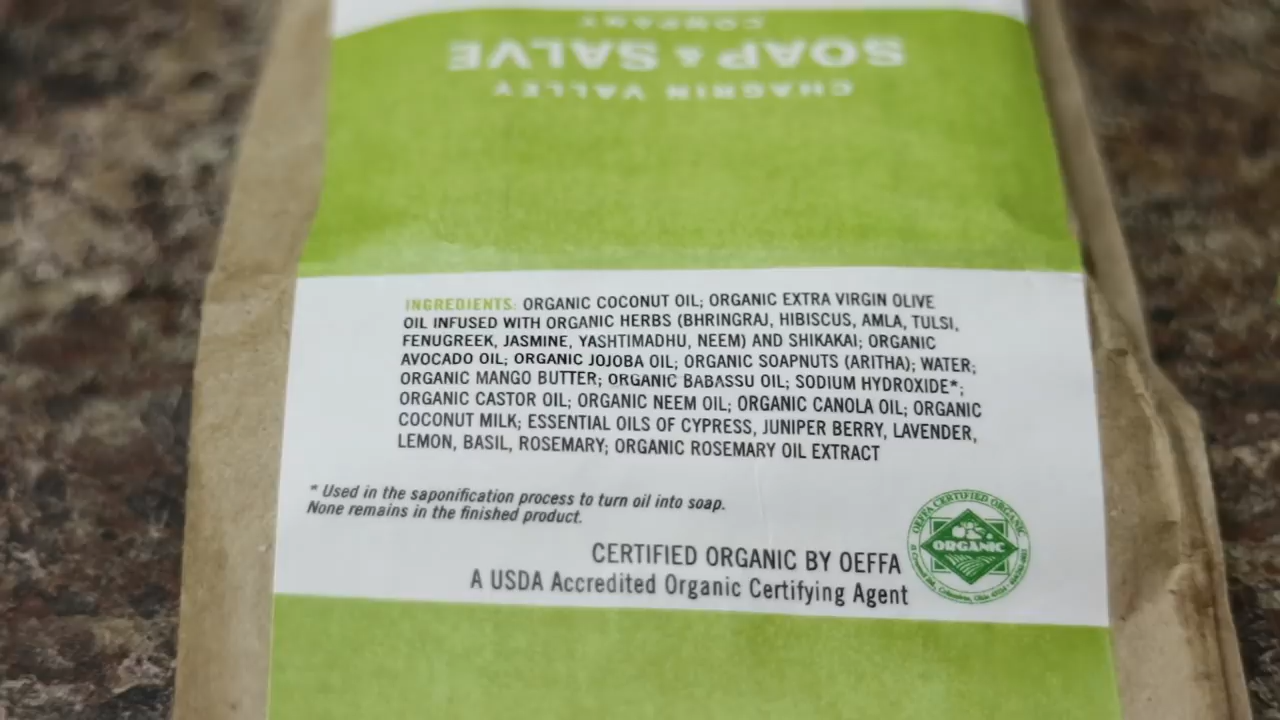 CHAGRIN VALLEY
SOAP & SALVE
COMPANY
INGREDIENTS: ORGANIC COCONUT OIL; ORGANIC EXTRA VIRGIN OLIVE
OIL INFUSED WITH ORGANIC HERBS (BHRINGRAJ, HIBISCUS, AMLA, TULSI,
FENUGREEK, JASMINE, YASHTIMADHU, NEEM) AND SHIKAKAI; ORGANIC
AVOCADO OIL; ORGANIC JOJOBA OIL; ORGANIC SOAPNUTS (ARITHA); WATER;
ORGANIC MANGO BUTTER; ORGANIC BABASSU OIL; SODIUM HYDROXIDE*;
ORGANIC CASTOR OIL; ORGANIC NEEM OIL; ORGANIC CANOLA OIL; ORGANIC
COCONUT MILK; ESSENTIAL OILS OF CYPRESS, JUNIPER BERRY, LAVENDER,
LEMON, BASIL, ROSEMARY; ORGANIC ROSEMARY OIL EXTRACT
* Used in the saponification process to turn oil into soap.
None remains in the finished product.
CERTIFIED ORGANIC BY OEFFA
A USDA Accredited Organic Certifying Agent
OEFFA CERTIFIED ORGANIC
ORGANIC
Columbus, Ohio